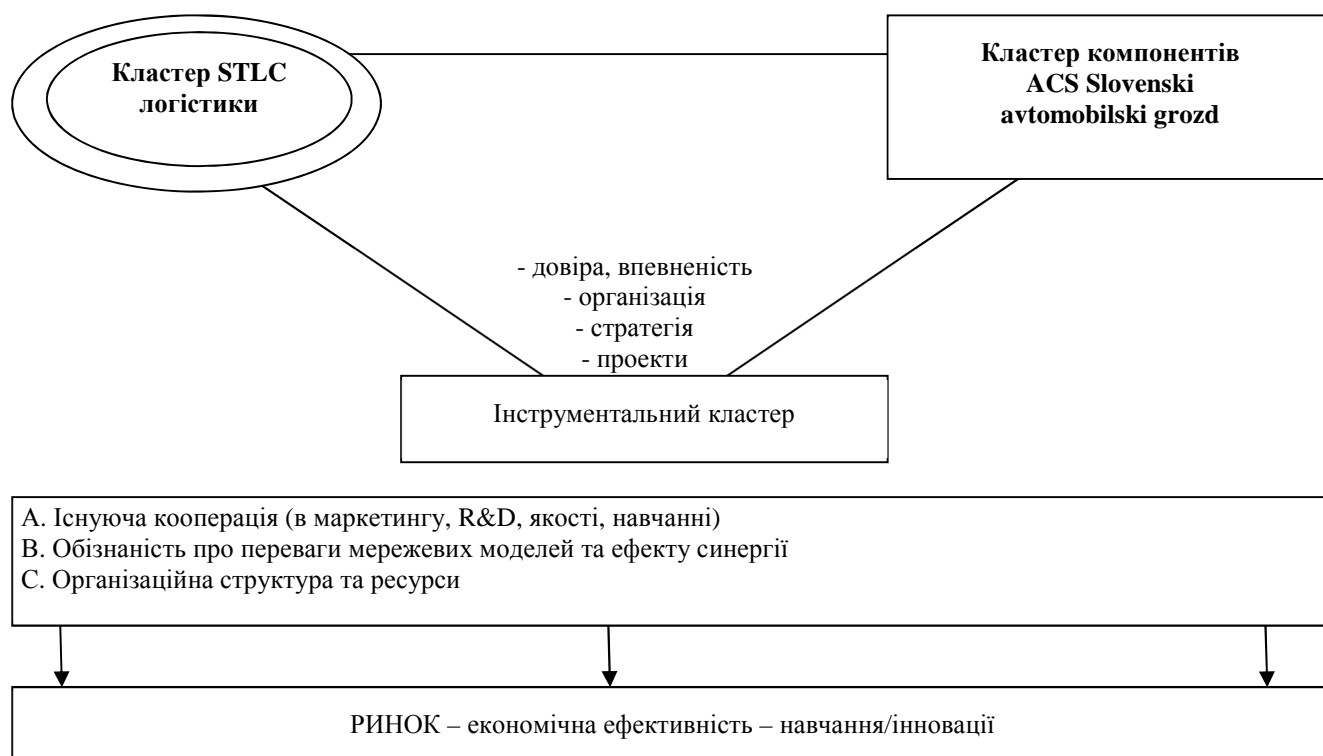 Кластер STLC
логістики
Кластер компонентів
ACS Slovenski
avtomobilski grozd
- довіра, впевненість
- організація
- стратегія
- проекти
Інструментальний кластер
А. Існуюча кооперація (в маркетингу, R&D, якості, навчанні)
В. Обізнаність про переваги мережевих моделей та ефекту синергії
С. Організаційна структура та ресурси
РИНОК – економічна ефективність – навчання/інновації